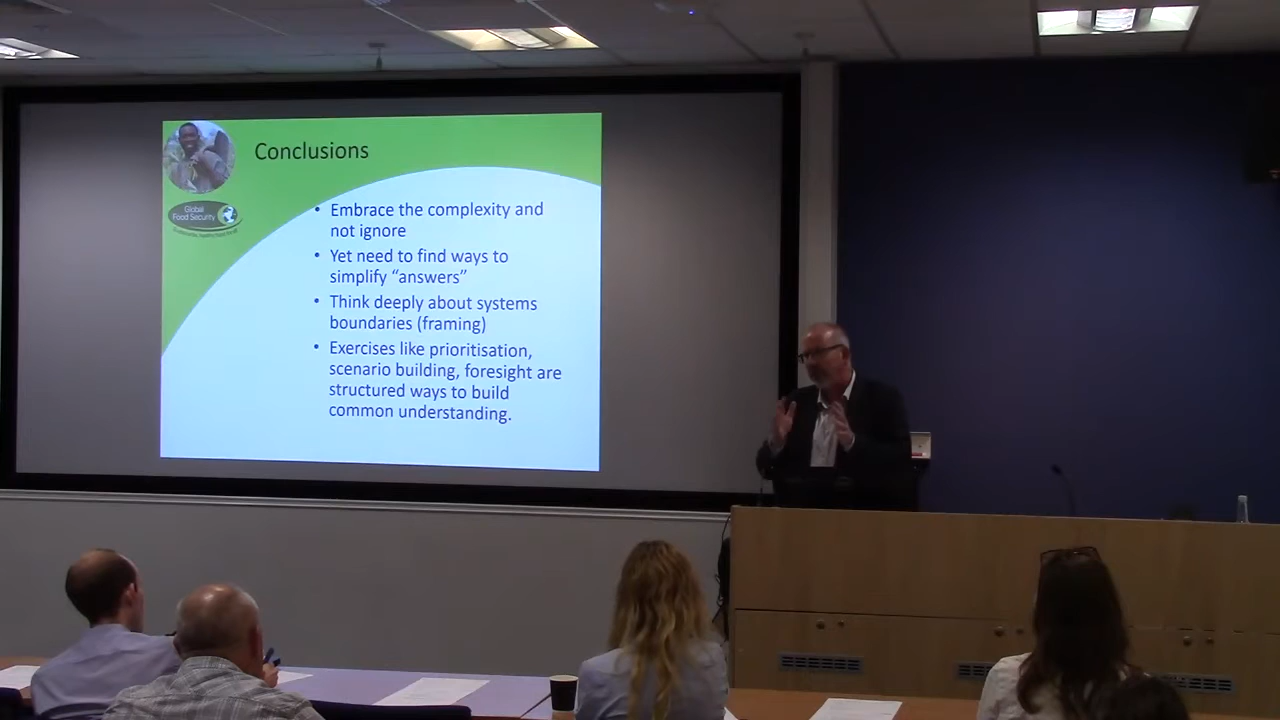 Conclusions
Global
Food Security
• Embrace the complexity and
not ignore
• Yet need to find ways to
simplify “answers”
• Think deeply about systems
boundaries (framing)
• Exercises like prioritisation,
scenario building, foresight are
structured ways to build
common understanding.